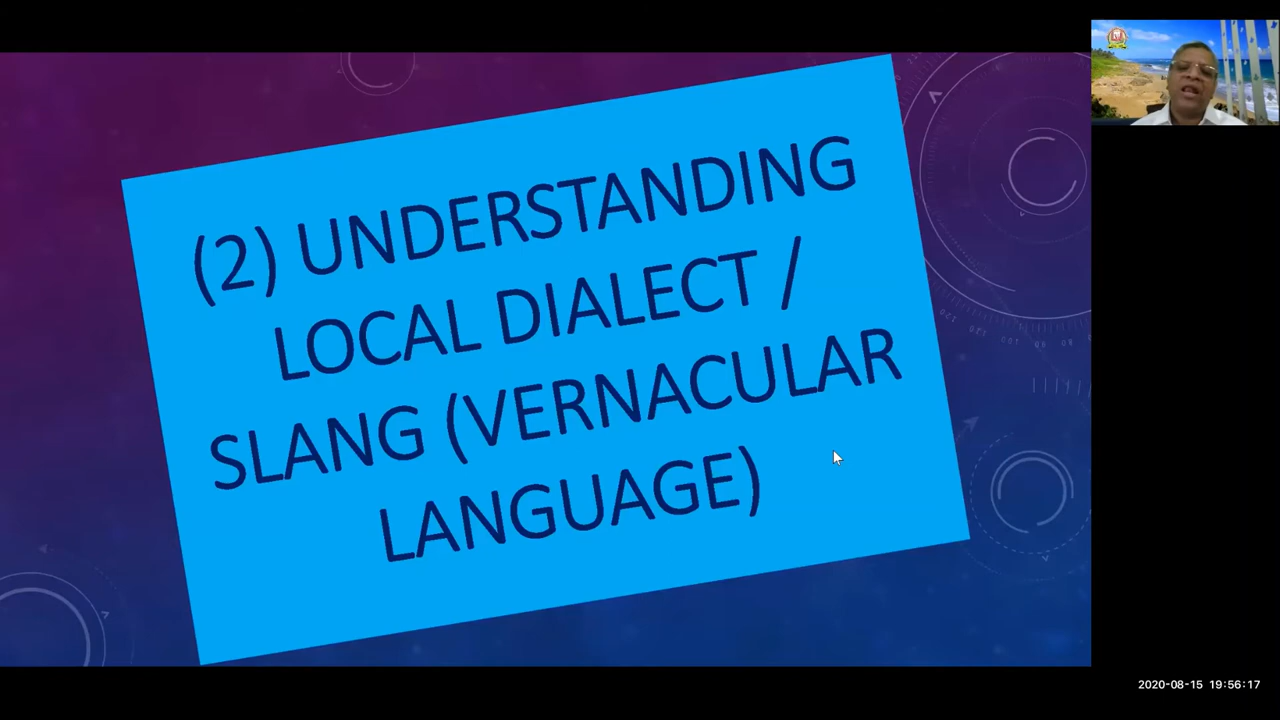 (2) UNDERSTANDING
LOCAL DIALECT /
SLANG (VERNACULAR
LANGUAGE)
2020-08-15 19:56:17